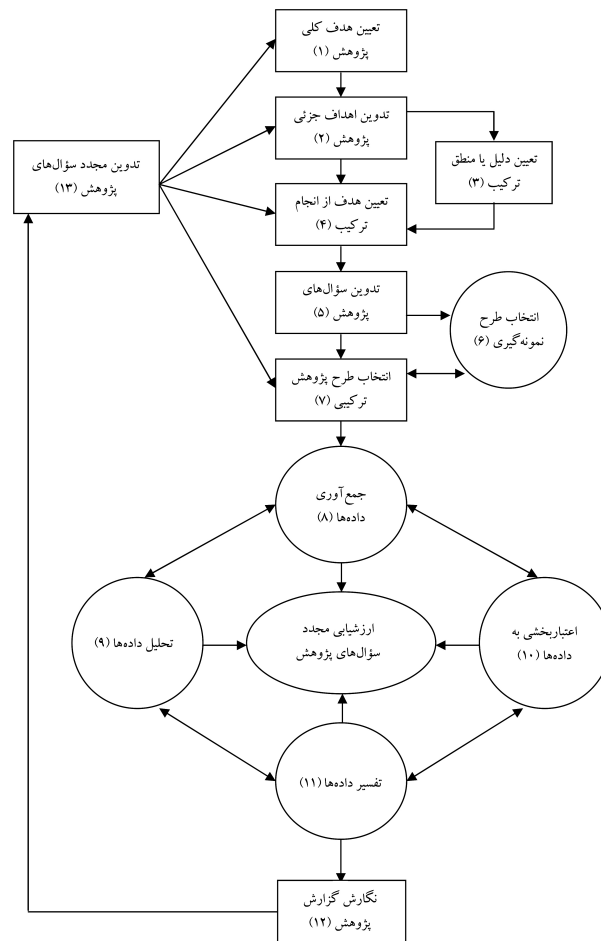 تعیین هدف کلی
پژوهش (۱)
تدوین اهداف جزئی
پژوهش (۲)
تعیین دلیل یا منطق
ترکیب (۳)
تعیین هدف از انجام
ترکیب (۴)
تدوین سؤال‌های
پژوهش (۵)
انتخاب طرح
نمونه‌گیری (۶)
انتخاب طرح پژوهش
ترکیبی (۷)
جمع‌آوری
داده‌ها (۸)
تحلیل داده‌ها (۹)
اعتباربخشی به
داده‌ها (۱۰)
ارزشیابی مجدد
سؤال‌های پژوهش
تفسیر داده‌ها (۱۱)
نگارش گزارش
پژوهش (۱۲)
تدوین مجدد سؤال‌های
پژوهش (۱۳)